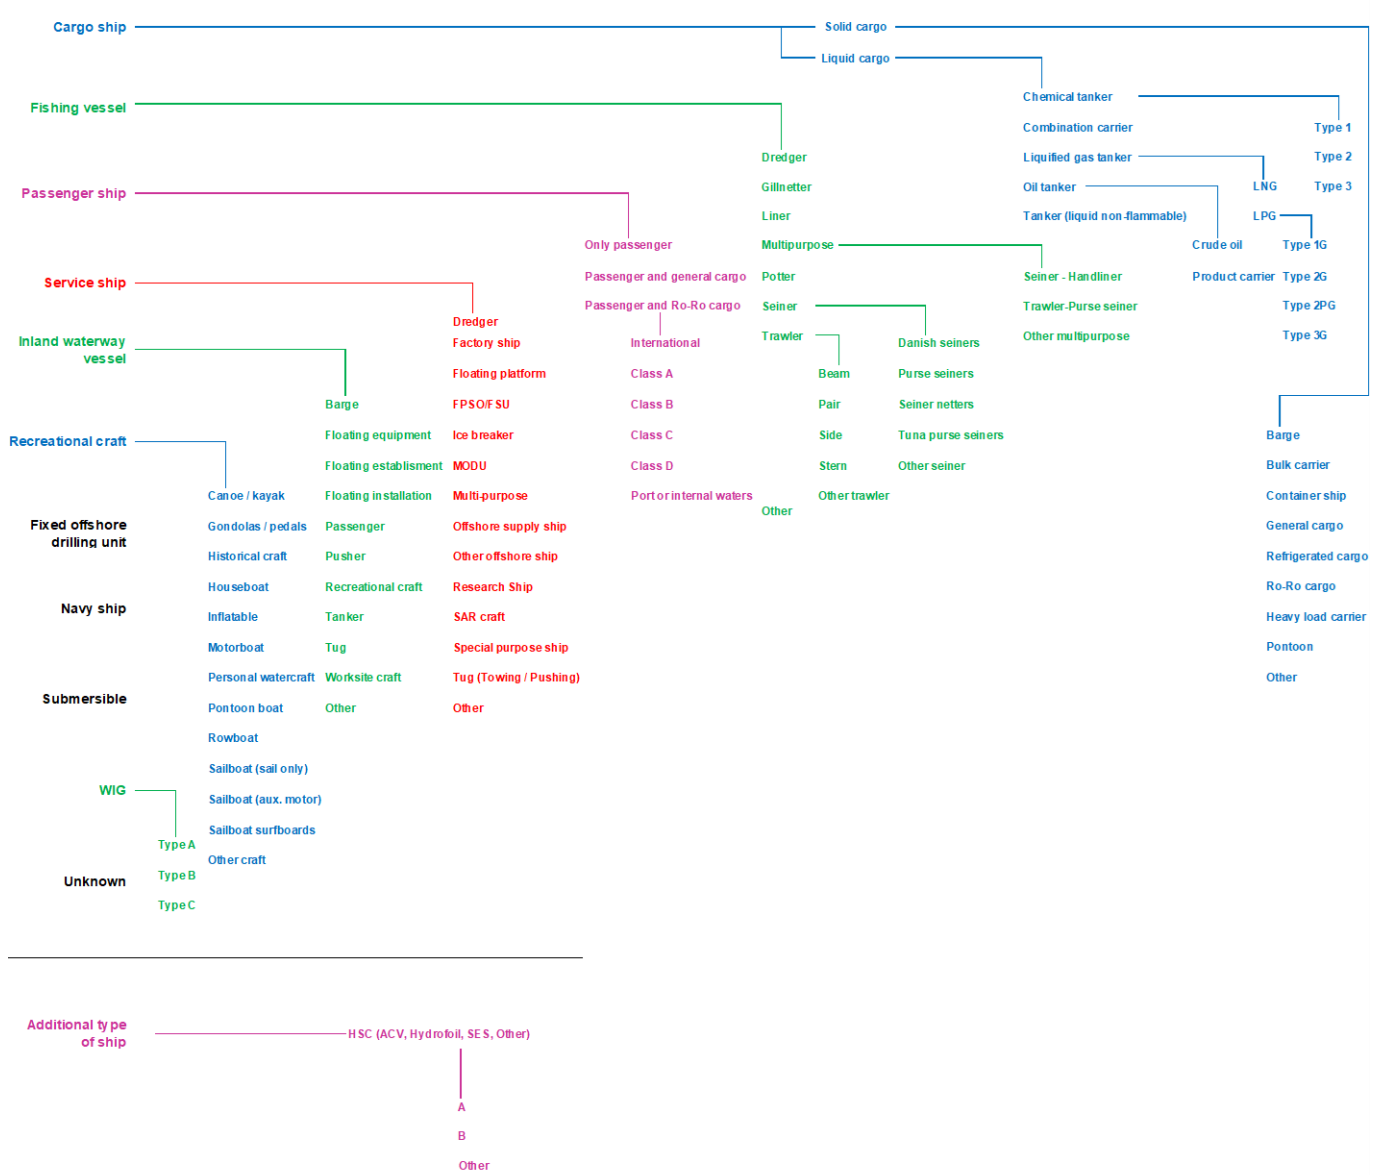 Cargo ship
Solid cargo
Liquid cargo
Chemical tanker
Combination carrier
Liquified gas tanker
Oil tanker
Tanker (liquid non-flammable)
Type 1
Type 2
Type 3
LNG
LPG
Crude oil
Product carrier
Type 1G
Type 2G
Type 2PG
Type 3G
Barge
Bulk carrier
Container ship
General cargo
Refrigerated cargo
Ro-Ro cargo
Heavy load carrier
Pontoon
Other
Fishing vessel
Dredger
Gillnetter
Liner
Multipurpose
Potter
Seiner
Trawler
Other
Seiner - Handliner
Trawler-Purse seiner
Other multipurpose
Danish seiners
Purse seiners
Seiner netters
Tuna purse seiners
Other seiner
Beam
Pair
Side
Stern
Other trawler
Passenger ship
Only passenger
Passenger and general cargo
Passenger and Ro-Ro cargo
International
Class A
Class B
Class C
Class D
Port or internal waters
Service ship
Dredger
Factory ship
Floating platform
FPSO/FSU
Ice breaker
MODU
Multi-purpose
Offshore supply ship
Other offshore ship
Research Ship
SAR craft
Special purpose ship
Tug (Towing / Pushing)
Other
Inland waterway
vessel
Barge
Floating equipment
Floating establisment
Floating installation
Passenger
Pusher
Recreational craft
Tanker
Tug
Worksite craft
Other
Recreational craft
Canoe / kayak
Gondolas / pedals
Historical craft
Houseboat
Inflatable
Motorboat
Personal watercraft
Pontoon boat
Rowboat
Sailboat (sail only)
Sailboat (aux. motor)
Sailboat surfboards
Other craft
Fixed offshore
drilling unit
Navy ship
Submersible
WIG
Type A
Type B
Type C
Unknown
Additional type
of ship
HSC (ACV, Hydrofoil, SES, Other)
A
B
Other